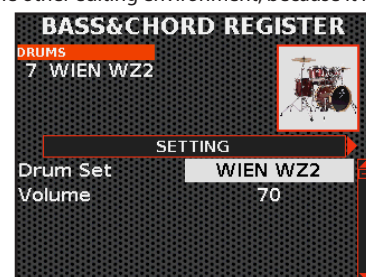 BASS&CHORD REGISTER
DRUMS
7 WIEN WZ2
SETTING
Drum Set WIEN WZ2
Volume 70